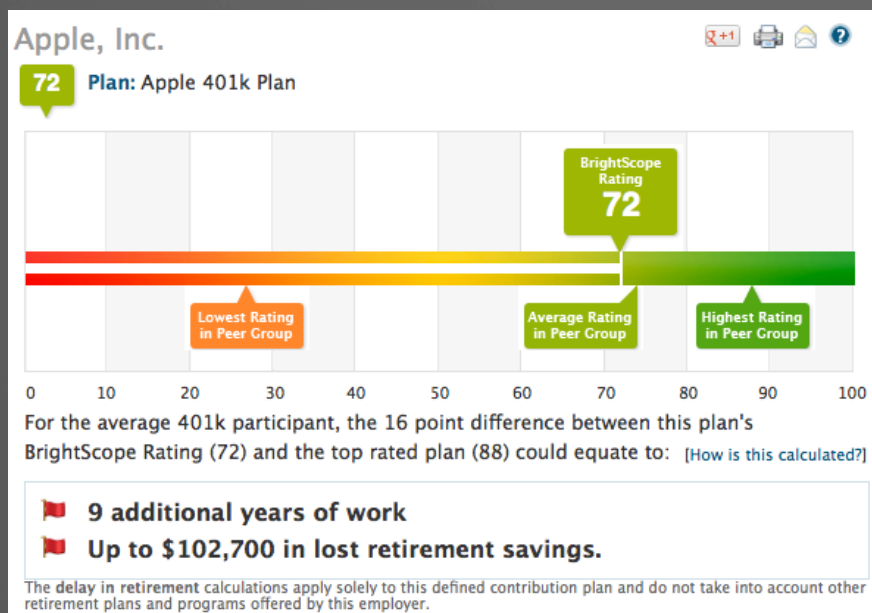 Apple, Inc.
g +1
?
72 Plan: Apple 401k Plan
BrightScope
Rating
72
Lowest Rating
in Peer Group
Average Rating
in Peer Group
Highest Rating
in Peer Group
0 10 20 30 40 50 60 70 80 90 100
For the average 401k participant, the 16 point difference between this plan's
BrightScope Rating (72) and the top rated plan (88) could equate to: [How is this calculated?]
9 additional years of work
Up to $102,700 in lost retirement savings.
The delay in retirement calculations apply solely to this defined contribution plan and do not take into account other
retirement plans and programs offered by this employer.